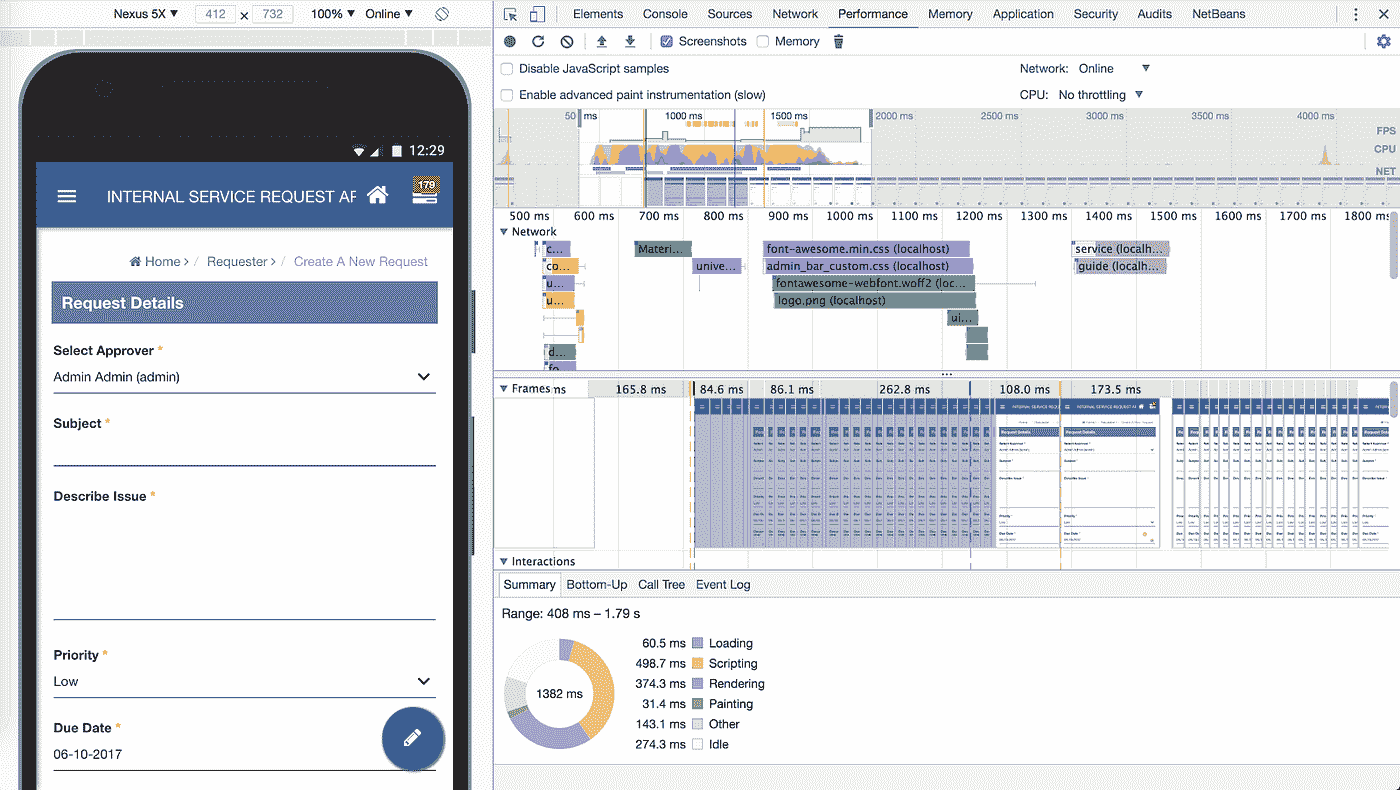 Nexus 5X ▼ 412 × 732 100% ▼ Online ▼
Elements Console Sources Network Performance Memory Application Security Audits NetBeans
Screenshots Memory
Disable JavaScript samples
Network: Online ▼
Enable advanced paint instrumentation (slow)
CPU: No throttling ▼
50 ms 1000 ms 1500 ms 2000 ms 2500 ms 3000 ms 3500 ms 4000 ms
FPS
CPU
NET
500 ms 600 ms 700 ms 800 ms 900 ms 1000 ms 1100 ms 1200 ms 1300 ms 1400 ms 1500 ms 1600 ms 1700 ms 1800 ms
▼ Network
c... Materi... font-awesome.min.css (localhost) service (localh...
co... unive... admin_bar_custom.css (localhost) guide (localh...
u... fontawesome-webfont.woff2 (loc...
u... logo.png (localhost)
ui...
d...
fo...
▼ Frames ns 165.8 ms 84.6 ms 86.1 ms 262.8 ms 108.0 ms 173.5 ms
▼ Interactions
Summary Bottom-Up Call Tree Event Log
Range: 408 ms – 1.79 s
1382 ms
60.5 ms Loading
498.7 ms Scripting
374.3 ms Rendering
31.4 ms Painting
143.1 ms Other
274.3 ms Idle
12:29
INTERNAL SERVICE REQUEST AP
179
Home > / Requester > / Create A New Request
Request Details
Select Approver *
Admin Admin (admin)
Subject *
Describe Issue *
Priority *
Low
Due Date *
06-10-2017